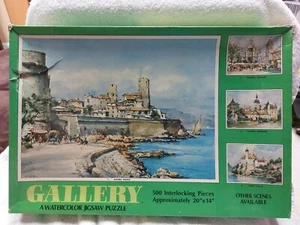 GALLERY
A WATERCOLOR JIGSAW PUZZLE
500 Interlocking Pieces
Approximately 20"x14"
OTHER SCENES
AVAILABLE